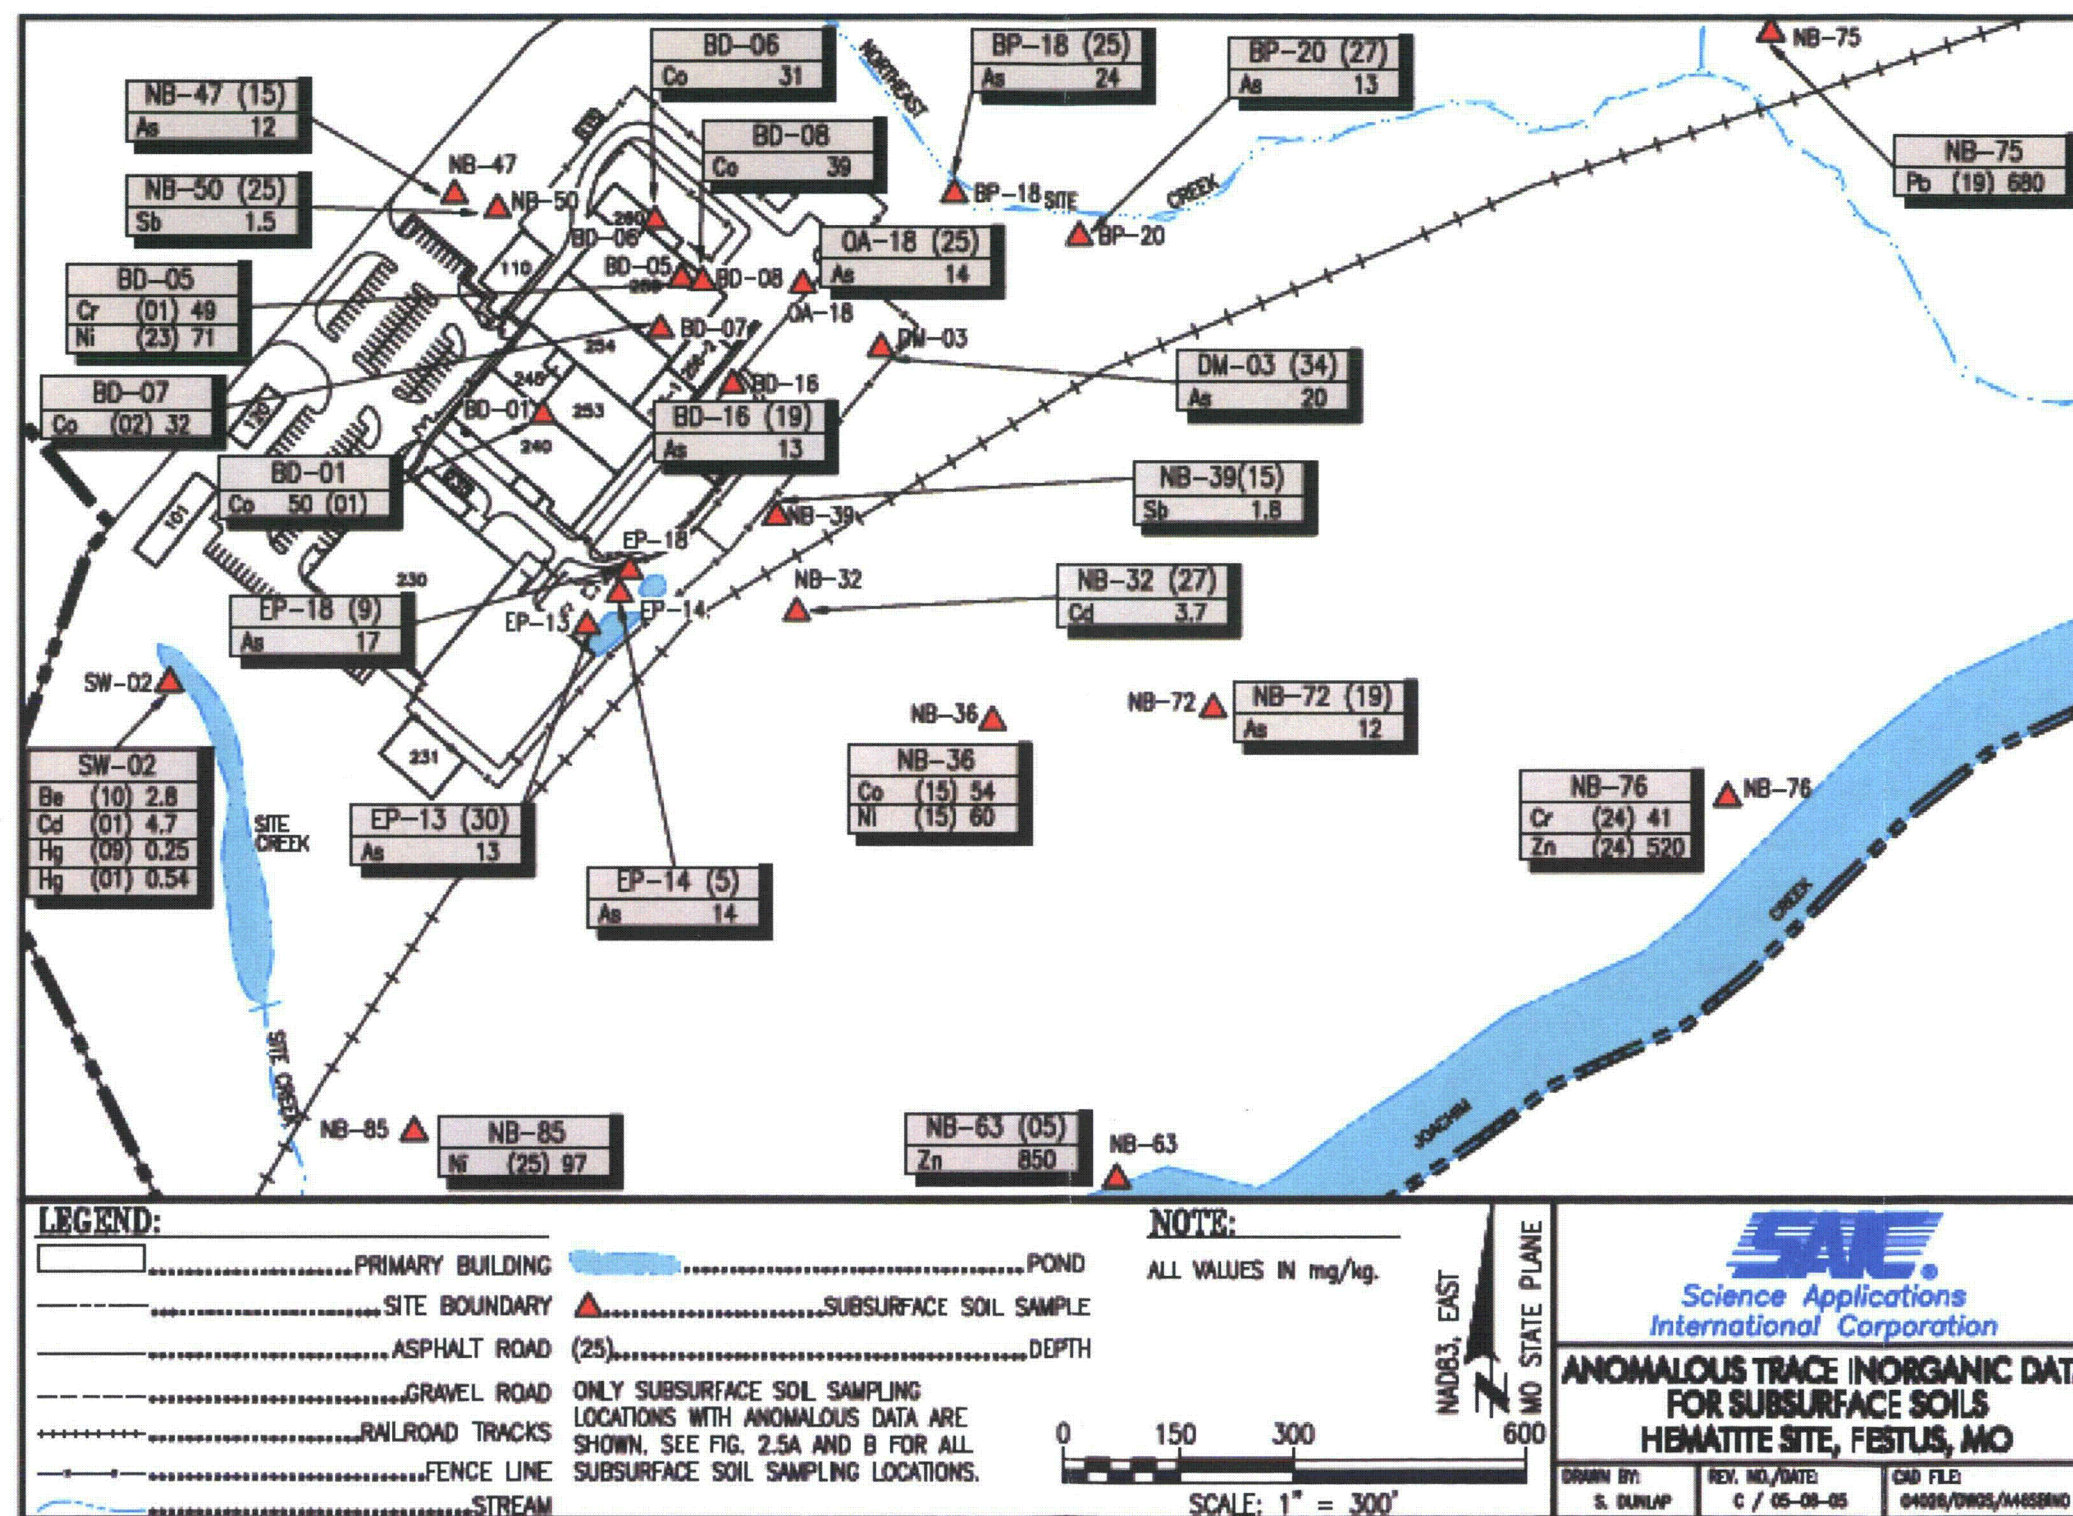 BD-06
Co 31
BP-18 (25)
As 24
BP-20 (27)
As 13
NB-75
NORTHEAST
NB-47 (15)
As 12
BD-08
Co 39
NB-75
Pb (19) 680
NB-47
NB-50 (25)
Sb 1.5
NB-50
BP-18
SITE
CREEK
BP-20
260
BD-06
OA-18 (25)
As 14
110
BD-05
BD-08
BD-05
Cr (01) 49
Ni (23) 71
OA-18
BD-07
DM-03
254
256-2
DM-03 (34)
As 20
BD-07
Co (02) 32
BD-16
120
BD-01
253
240
BD-16 (19)
As 13
BD-01
Co 50 (01)
NB-39(15)
Sb 1.8
101
NB-39
EP-18
230
NB-32
NB-32 (27)
Cd 3.7
EP-18 (9)
As 17
EP-13
EP-14
SW-02
NB-36
NB-72
NB-72 (19)
As 12
231
SW-02
Be (10) 2.8
Cd (01) 4.7
Hg (09) 0.25
Hg (01) 0.54
SITE
CREEK
NB-36
Co (15) 54
Ni (15) 60
NB-76
Cr (24) 41
Zn (24) 520
NB-76
EP-13 (30)
As 13
EP-14 (5)
As 14
CREEK
SITE CREEK
JOACHIM
NB-85
NB-85
Ni (25) 97
NB-63 (05)
Zn 850
NB-63
LEGEND:
PRIMARY BUILDING
SITE BOUNDARY
ASPHALT ROAD
GRAVEL ROAD
RAILROAD TRACKS
FENCE LINE
STREAM
POND
SUBSURFACE SOIL SAMPLE
(25) DEPTH
ONLY SUBSURFACE SOIL SAMPLING
LOCATIONS WITH ANOMALOUS DATA ARE
SHOWN. SEE FIG. 2.5A AND B FOR ALL
SUBSURFACE SOIL SAMPLING LOCATIONS.
NOTE:
ALL VALUES IN mg/kg.
NAD83, EAST
MO STATE PLANE
N
0 150 300 600
SCALE: 1" = 300'
SAIC®
Science Applications
International Corporation
ANOMALOUS TRACE INORGANIC DATA
FOR SUBSURFACE SOILS
HEMATITE SITE, FESTUS, MO
DRAWN BY:
S. DUNLAP
REV. NO./DATE:
C / 05-08-05
CAD FILE: